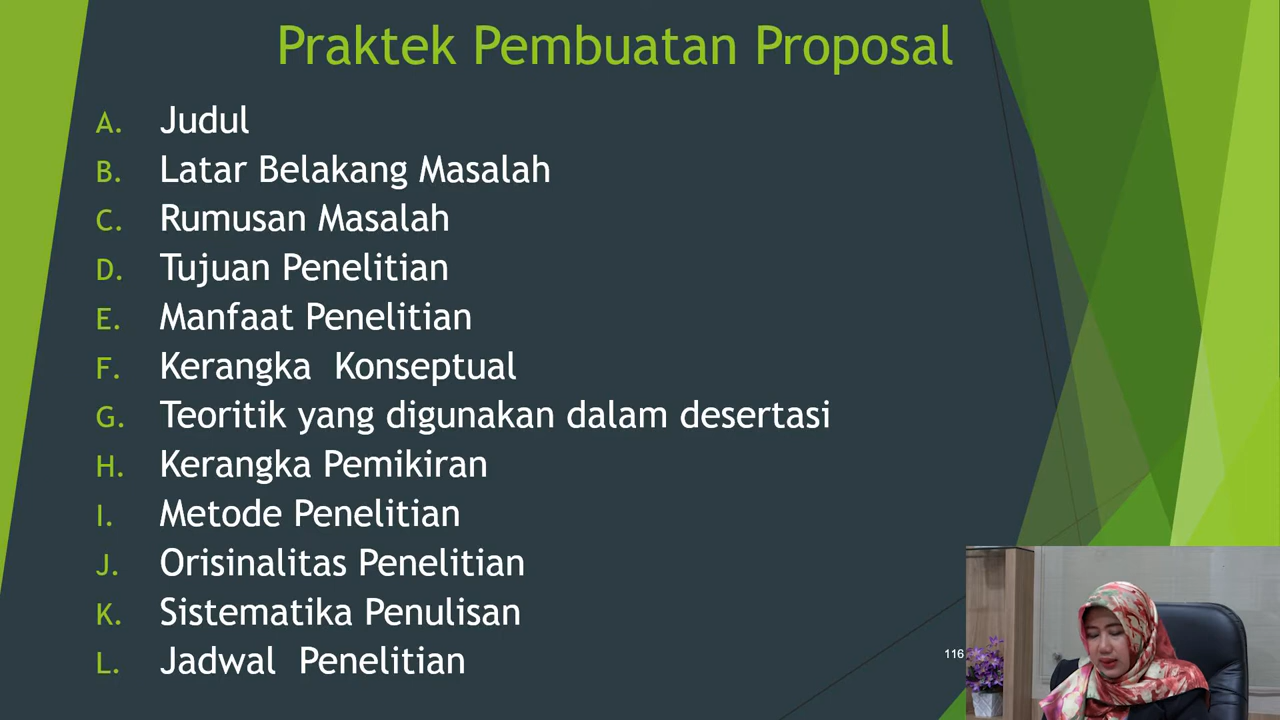 Praktek Pembuatan Proposal
A. Judul
B. Latar Belakang Masalah
C. Rumusan Masalah
D. Tujuan Penelitian
E. Manfaat Penelitian
F. Kerangka  Konseptual
G. Teoritik yang digunakan dalam desertasi
H. Kerangka Pemikiran
I. Metode Penelitian
J. Orisinalitas Penelitian
K. Sistematika Penulisan
L. Jadwal  Penelitian
116